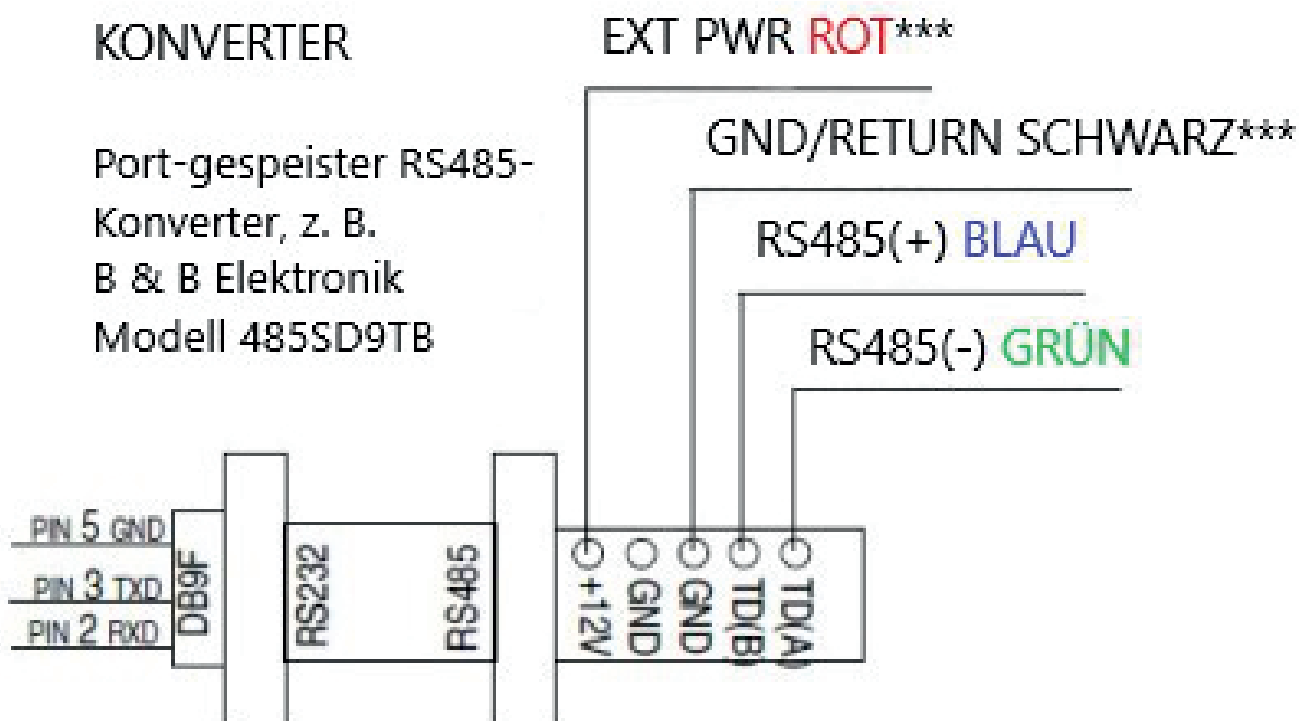 KONVERTER
Port-gespeister RS485-
Konverter, z. B.
B & B Elektronik
Modell 485SD9TB
EXT PWR ROT***
GND/RETURN SCHWARZ***
RS485(+) BLAU
RS485(-) GRÜN
PIN 5 GND
PIN 3 TXD
PIN 2 RXD
DB9F
RS232
RS485
+12V
GND
GND
TD(B)
TD(A)